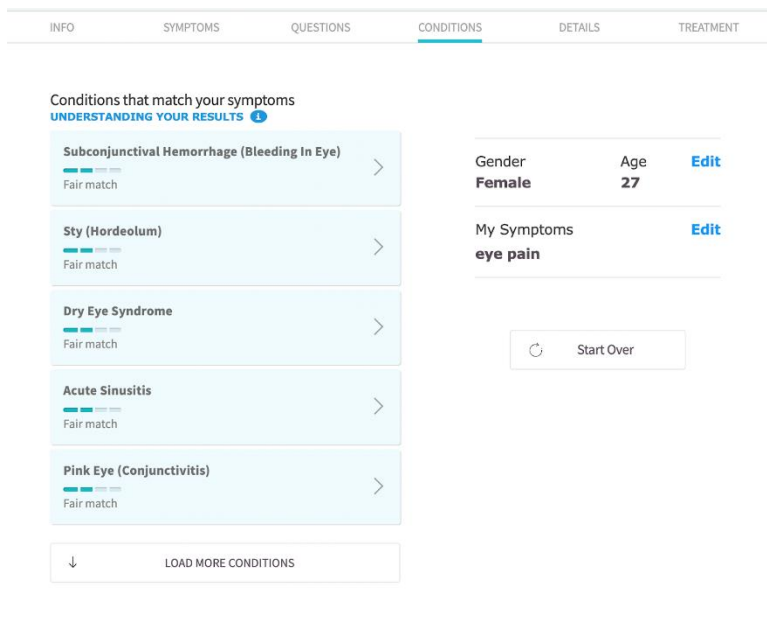 INFO SYMPTOMS QUESTIONS CONDITIONS DETAILS TREATMENT
Conditions that match your symptoms
UNDERSTANDING YOUR RESULTS i
Subconjunctival Hemorrhage (Bleeding In Eye)
Fair match
Sty (Hordeolum)
Fair match
Dry Eye Syndrome
Fair match
Acute Sinusitis
Fair match
Pink Eye (Conjunctivitis)
Fair match
LOAD MORE CONDITIONS
Gender Age Edit
Female 27
My Symptoms Edit
eye pain
Start Over